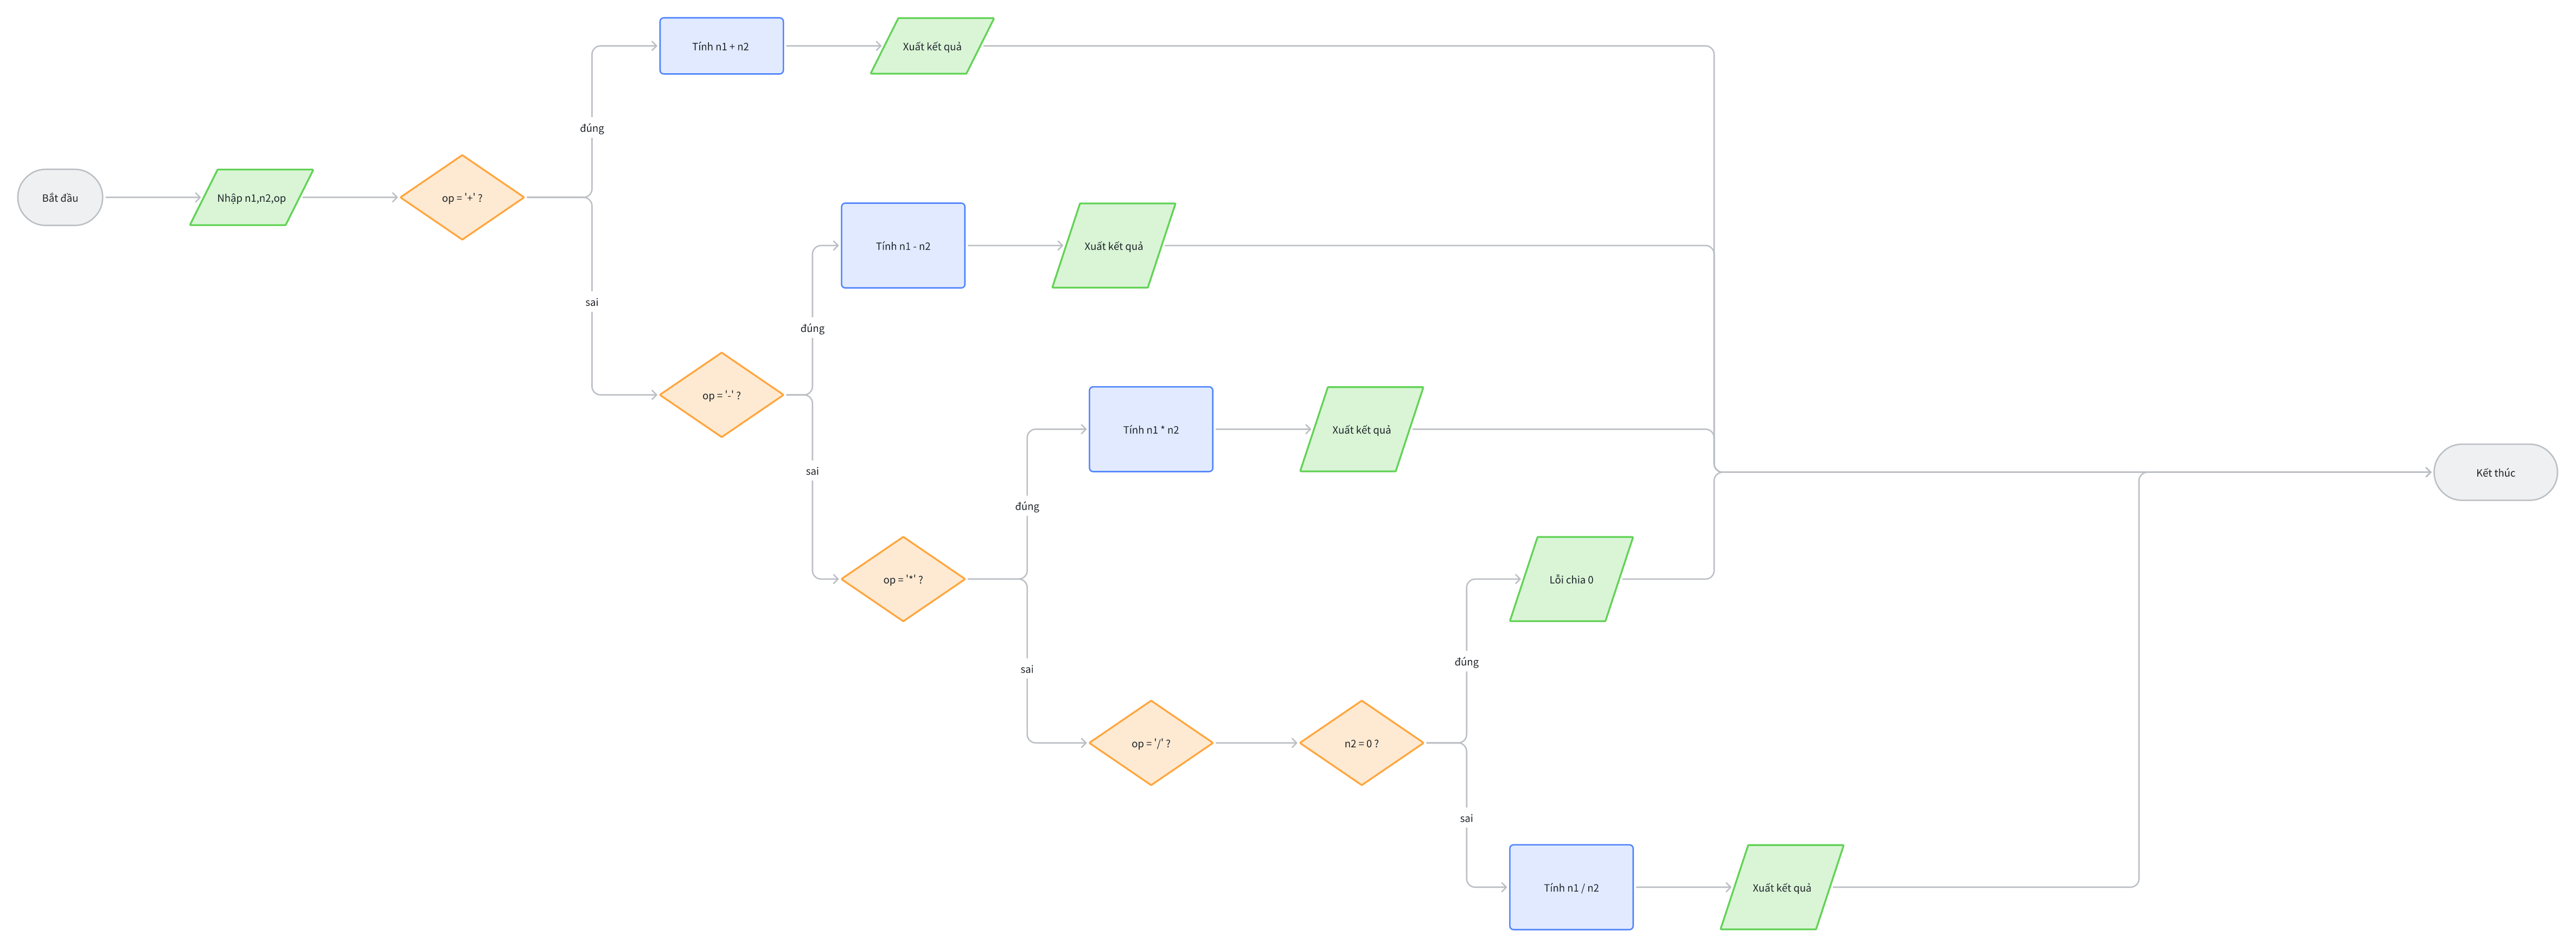 Tính n1 + n2
Xuất kết quả
đúng
Bắt đầu
Nhập n1,n2,op
op = '+' ?
sai
Tính n1 - n2
Xuất kết quả
đúng
op = '-' ?
sai
Tính n1 * n2
Xuất kết quả
đúng
op = '*' ?
sai
Kết thúc
Lỗi chia 0
đúng
op = '/' ?
n2 = 0 ?
sai
Tính n1 / n2
Xuất kết quả